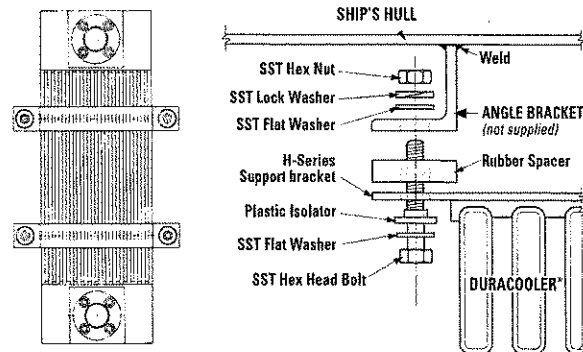 SHIP'S HULL
Weld
SST Hex Nut
SST Lock Washer
SST Flat Washer
ANGLE BRACKET
(not supplied)
H-Series
Support bracket
Rubber Spacer
Plastic Isolator
SST Flat Washer
SST Hex Head Bolt
DURACOOLER®